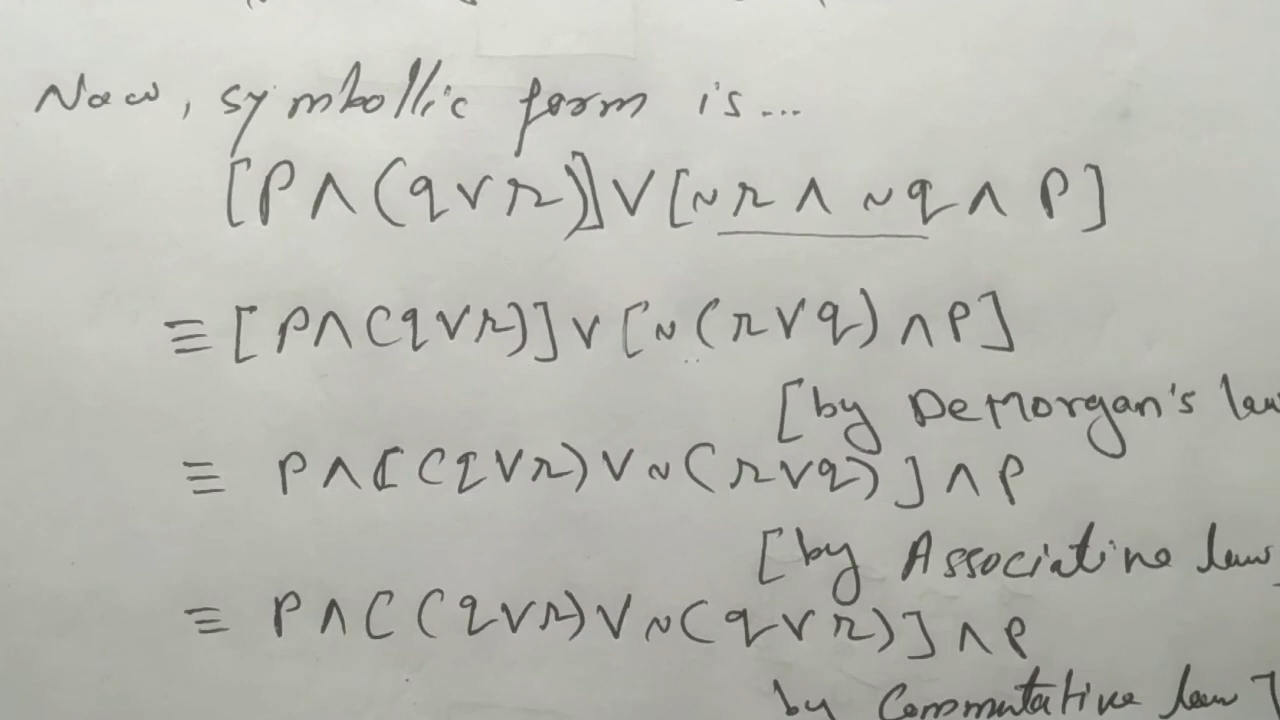 Now, symbollic form is...
[P∧(q∨r)]∨[~r∧~q∧P]
≡[P∧(q∨r)]∨[~(r∨q)∧P]
[by DeMorgan's law
≡ P∧[(q∨r)∨~(r∨q)]∧P
[by Associative law]
≡ P∧[(q∨r)∨~(q∨r)]∧P
by Commutative law]